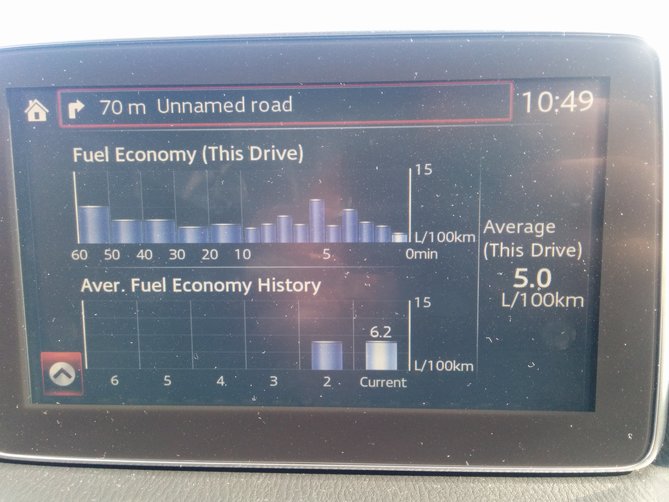 70 m Unnamed road
10:49
Fuel Economy (This Drive)
15
L/100km
60 50 40 30 20 10 5 0min
Average
(This Drive)
5.0
L/100km
Aver. Fuel Economy History
15
6.2
L/100km
6 5 4 3 2 Current